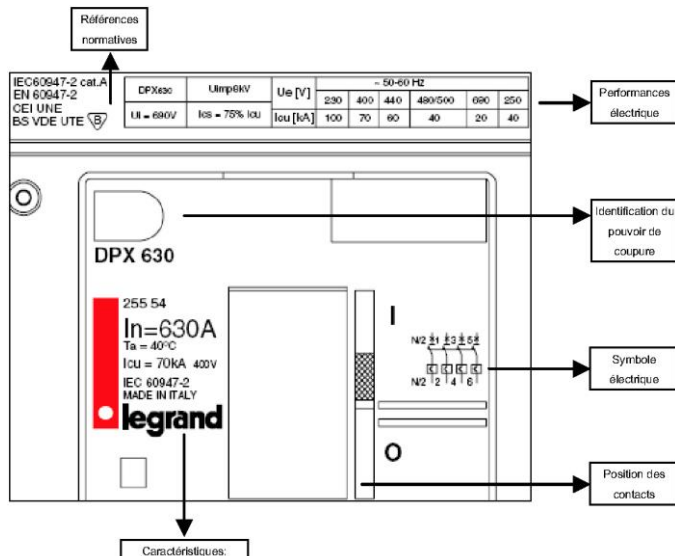 Références
normatives
IEC60947-2 cat.A
EN 60947-2
CEI UNE
BS VDE UTE B
DPX630 Uimp8kV Ue [V] ~ 50-60 Hz
230 400 440 480/500 690 250
Ui = 690V Ics = 75% Icu Icu [kA] 100 70 60 40 20 40
Performances
électrique
Identification du
pouvoir de
coupure
DPX 630
255 54
In=630A
Ta = 40°C
Icu = 70kA 400V
IEC 60947-2
MADE IN ITALY
legrand
I
N/2 1 3 5
N/2 2 4 6
O
Symbole
électrique
Position des
contacts
Caractéristiques: